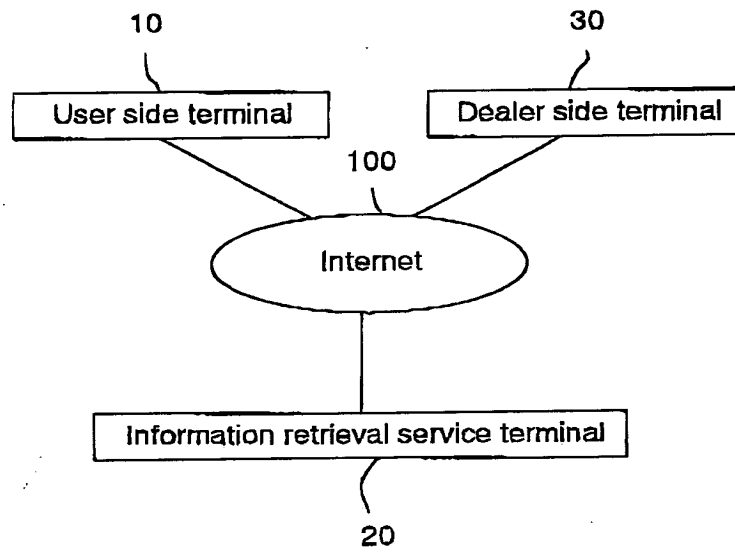 10
30
User side terminal
Dealer side terminal
100
Internet
Information retrieval service terminal
20